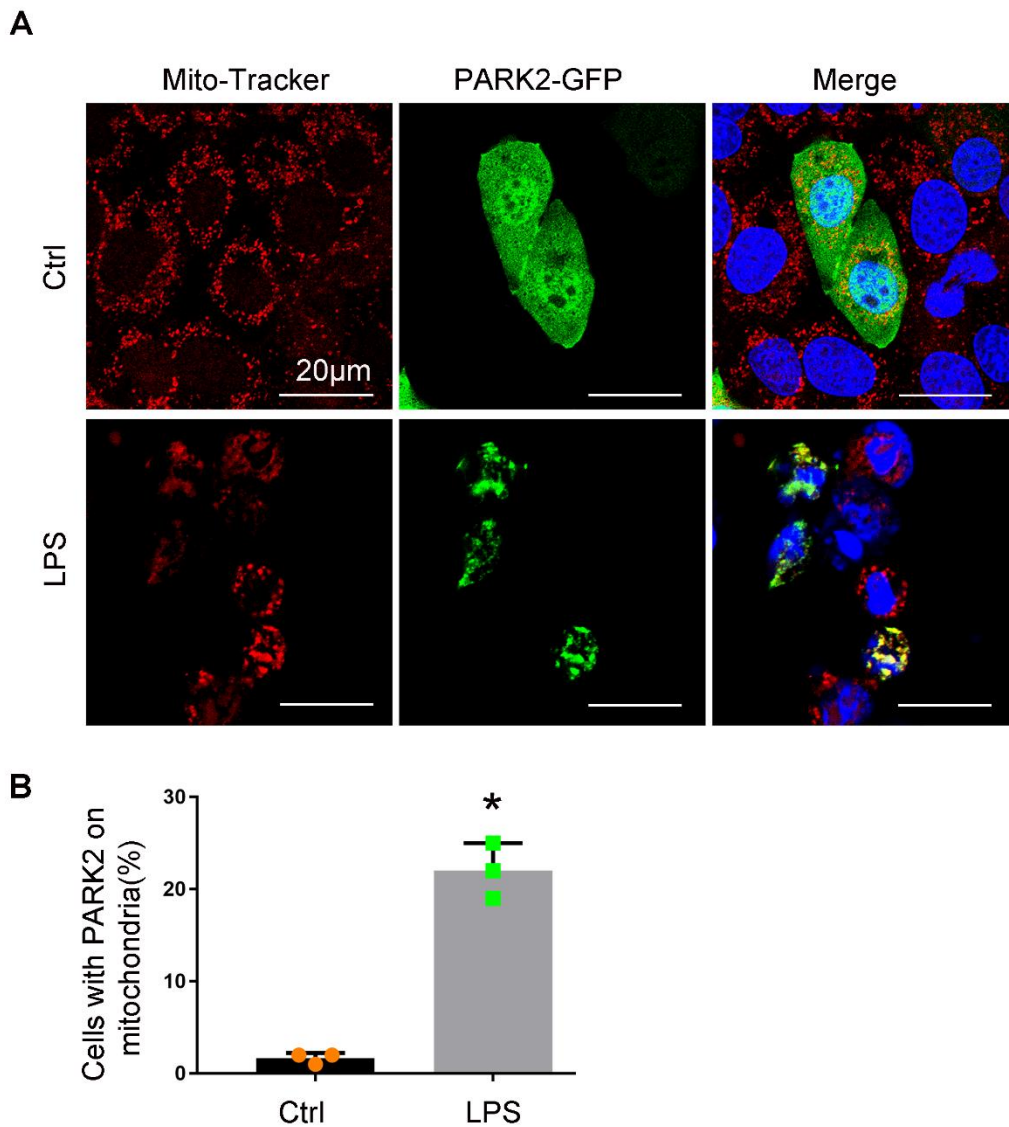 A
Mito-Tracker PARK2-GFP Merge
Ctrl
20μm
LPS
B
Cells with PARK2 on
mitochondria(%)
30
*
20
10
0
Ctrl LPS